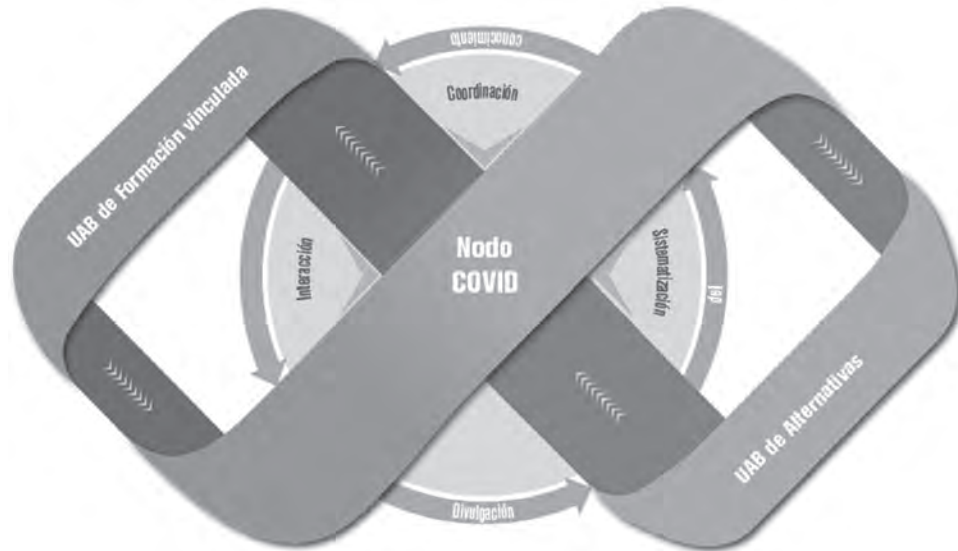 conocimiento
Coordinación
UAB de Formación vinculada
Interacción
Nodo
COVID
Sistematización
del
UAB de Alternativas
Divulgación